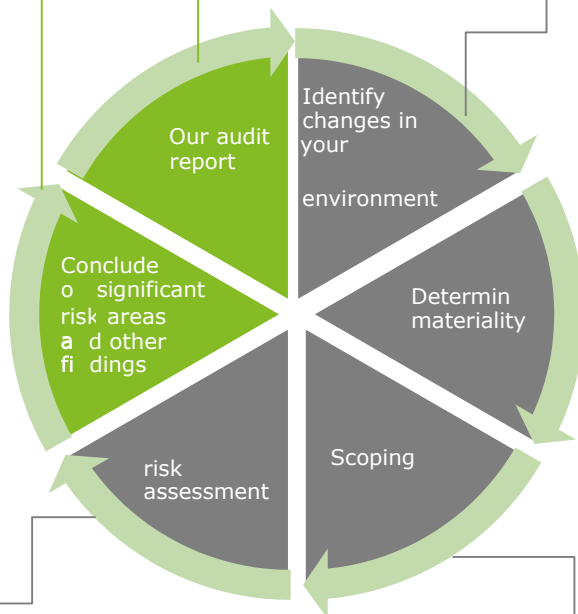 Our audit
report
Identify
changes in
your
environment
Determin
materiality
Scoping
risk
assessment
Conclude
o significant
risk areas
a d other
fi dings